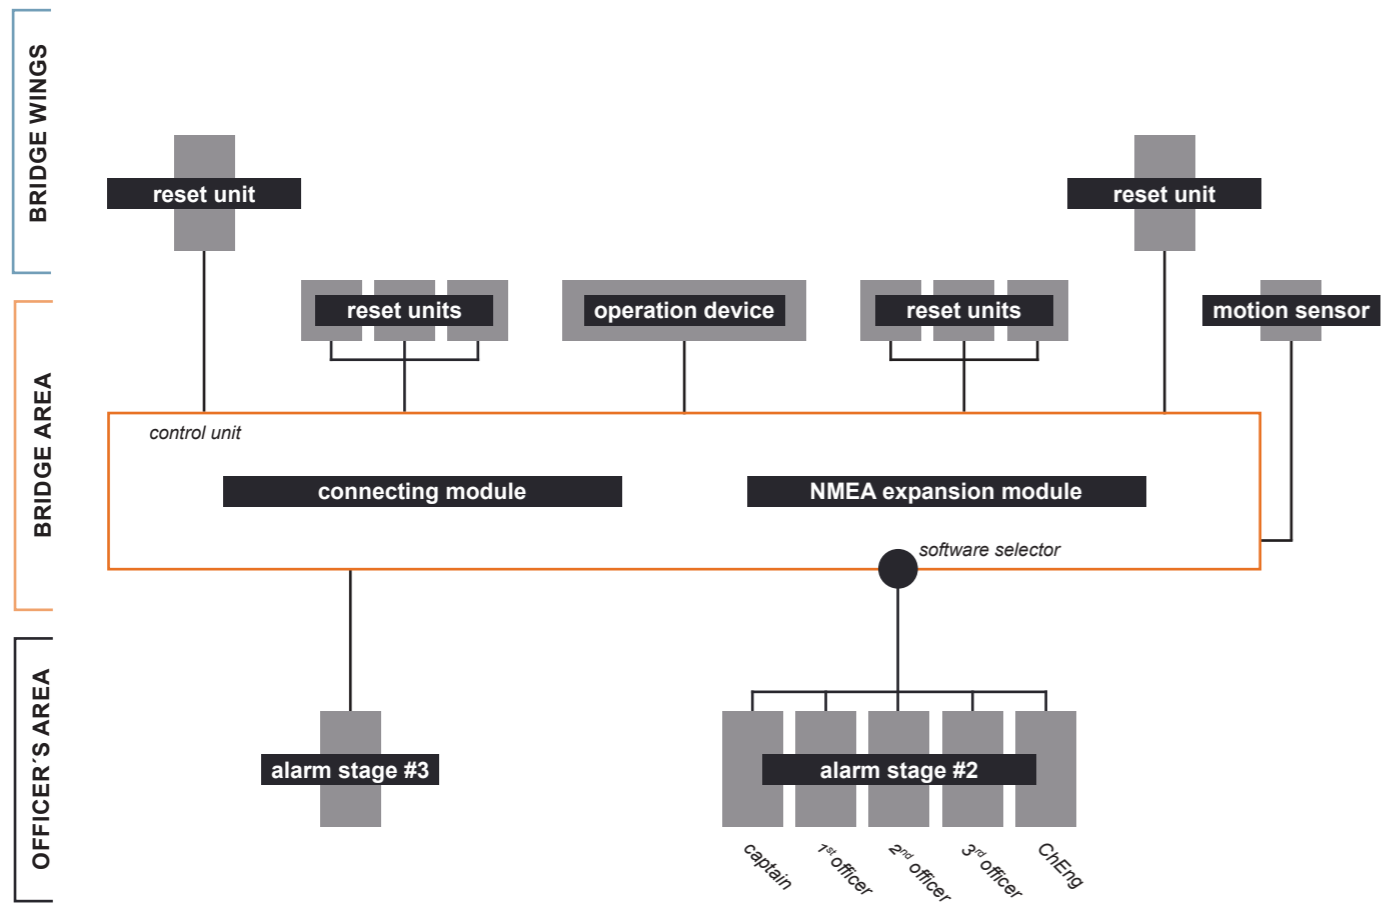 BRIDGE WINGS
reset unit
reset unit
BRIDGE AREA
reset units
operation device
reset units
motion sensor
control unit
connecting module
NMEA expansion module
software selector
OFFICER´S AREA
alarm stage #3
alarm stage #2
captain
1st officer
2nd officer
3rd officer
ChEng